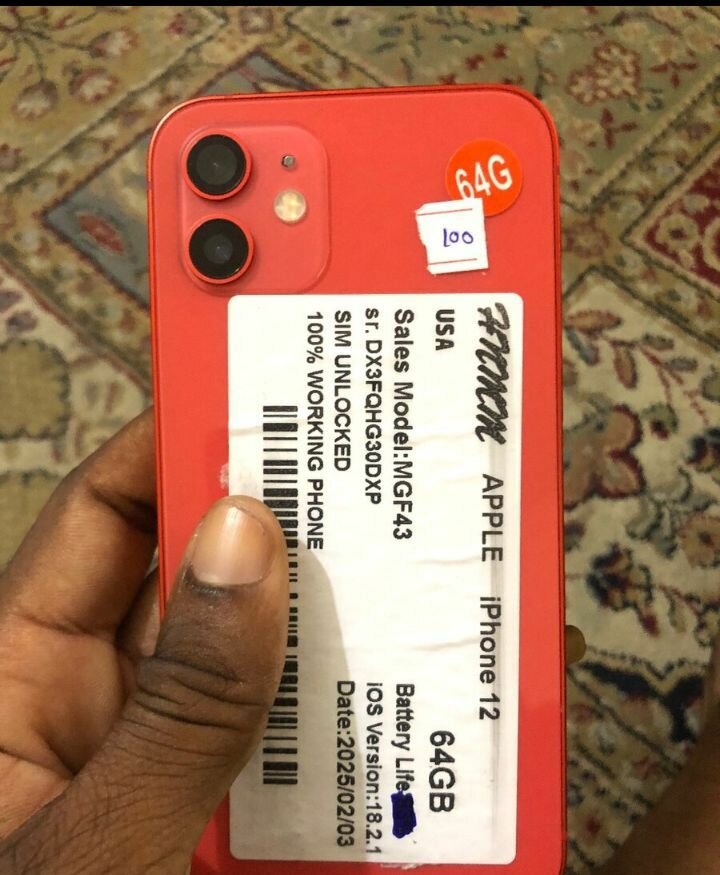 64G
100
APPLE iPhone 12
USA 64GB
Sales Model:MGF43 Battery Life
sr. DX3FQHG30DXP iOS Version:18.2.1
SIM UNLOCKED Date:2025/02/03
100% WORKING PHONE